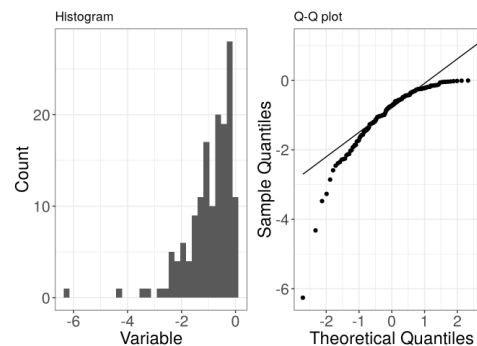 Histogram
Count
20
10
0
-6
-4
-2
0
Variable
Q-Q plot
Sample Quantiles
0
-2
-4
-6
-2
-1
0
1
2
Theoretical Quantiles